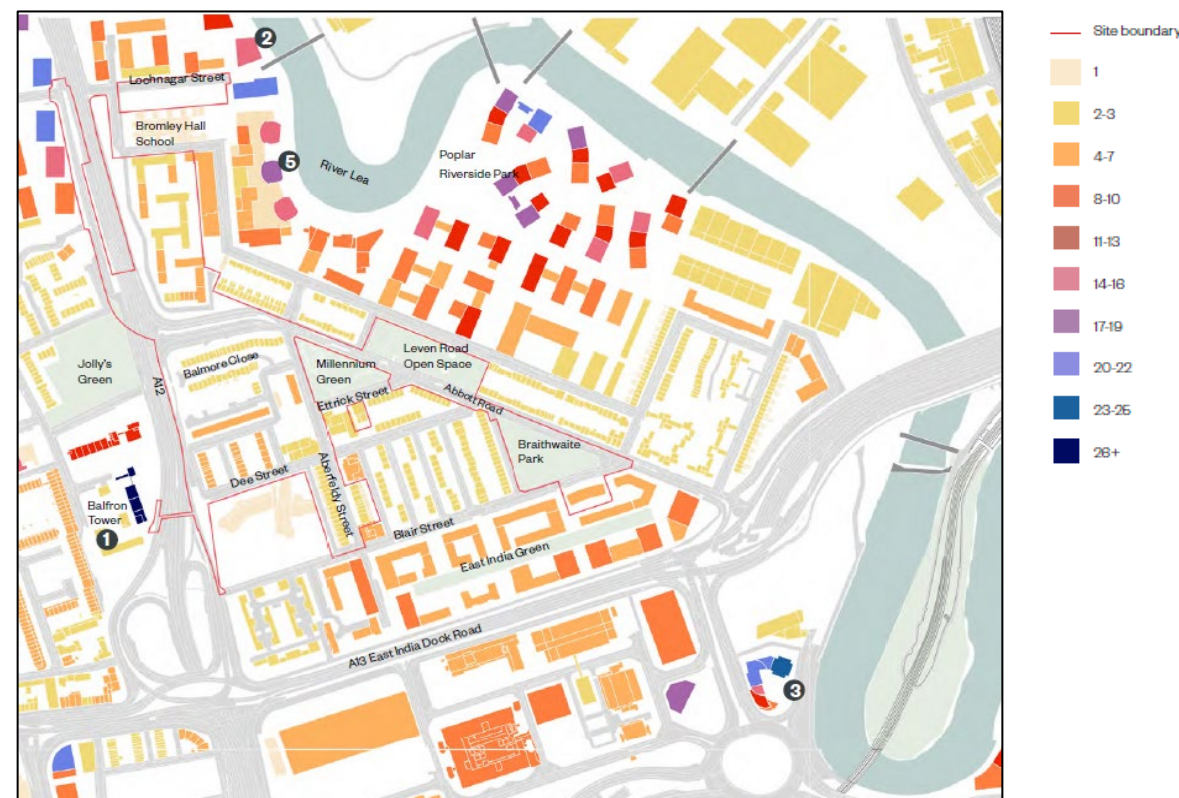 2
Lochnagar Street
Bromley Hall
School
5
River Lea
Poplar
Riverside Park
Jolly's
Green
A12
Balmore Close
Millennium
Green
Leven Road
Open Space
Ettrick Street
Abbott Road
Braithwaite
Park
Dee Street
Aberfeldy Street
Balfron
Tower
1
Blair Street
East India Green
A13 East India Dock Road
3
Site boundary
1
2-3
4-7
8-10
11-13
14-16
17-19
20-22
23-25
26+